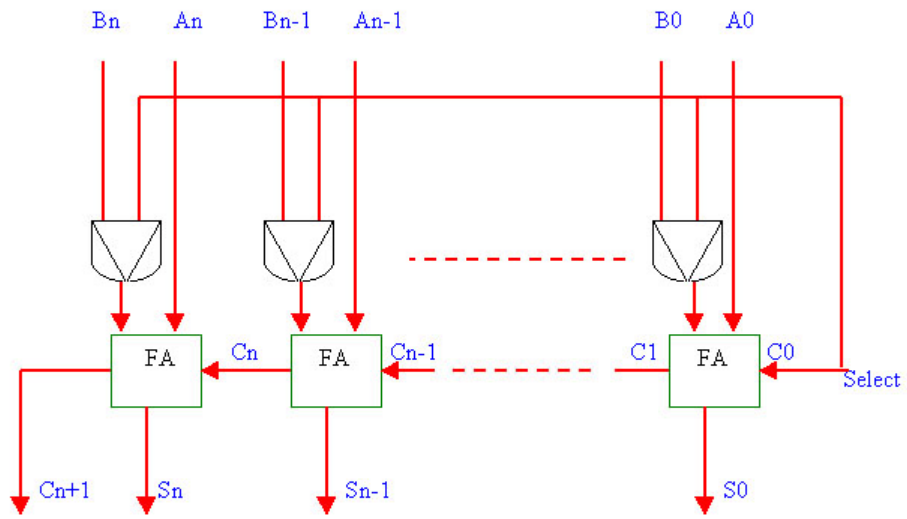 Bn An Bn-1 An-1 B0 A0
FA Cn FA Cn-1 C1 FA C0
Select
Cn+1 Sn Sn-1 S0